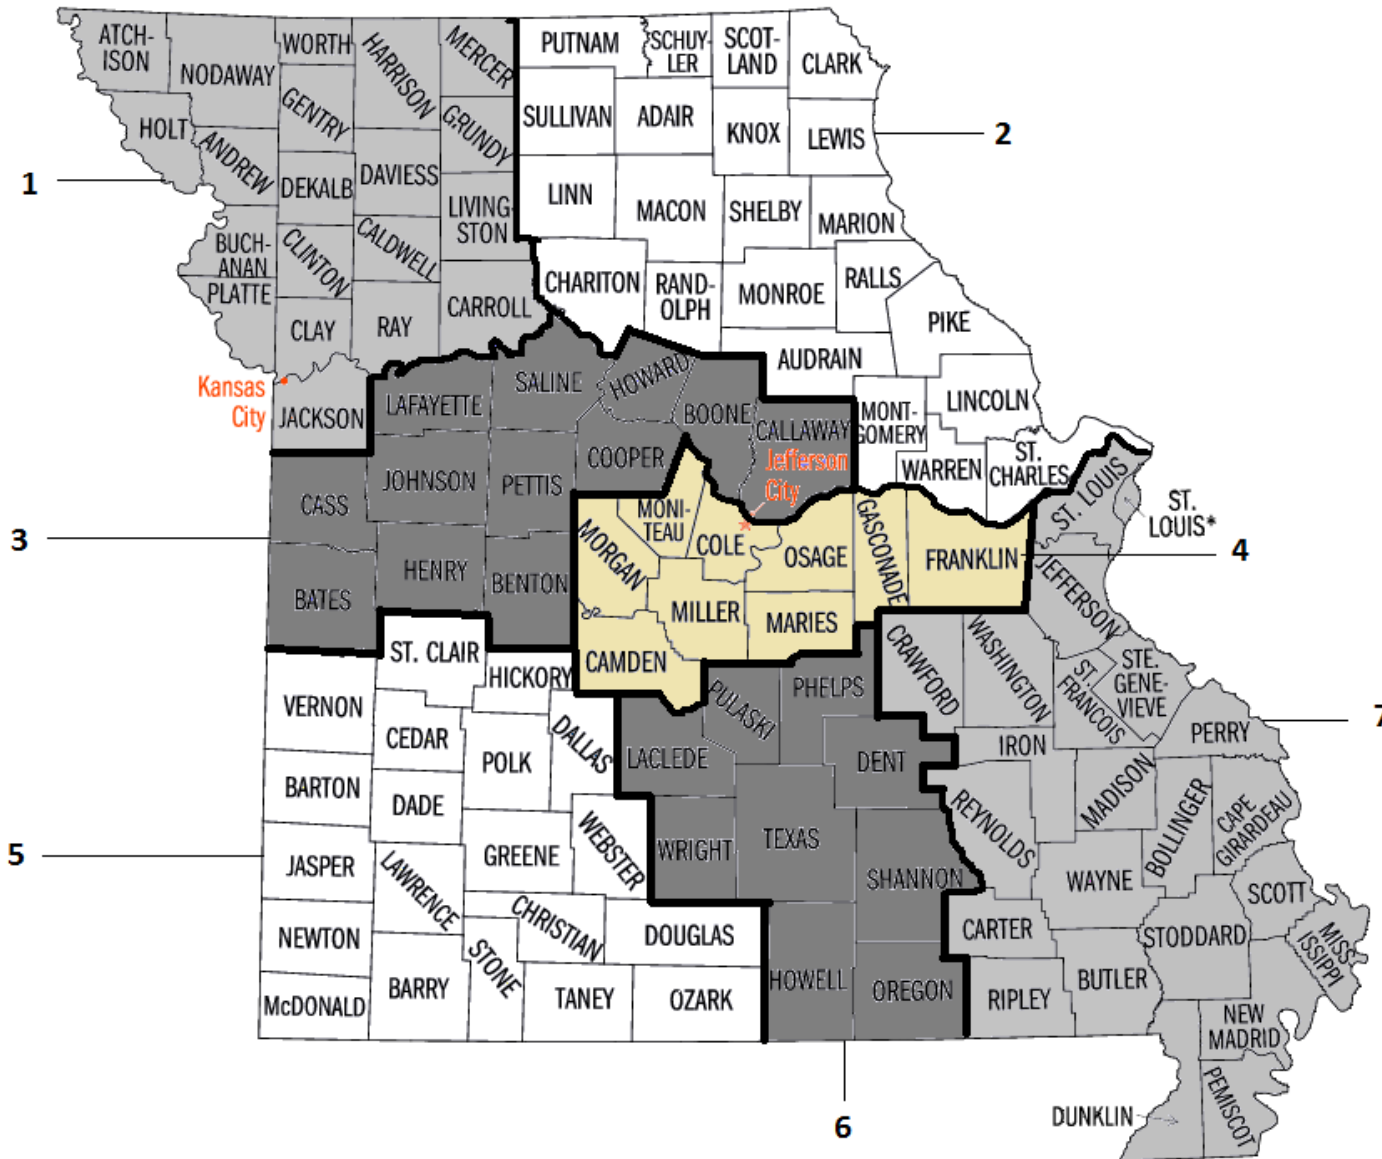 ATCH-
ISON
NODAWAY
WORTH
HARRISON
MERCER
PUTNAM
SCHUY-
LER
SCOT-
LAND
CLARK
HOLT
ANDREW
GENTRY
GRUNDY
SULLIVAN
ADAIR
KNOX
LEWIS
2
1
DEKALB
DAVIESS
LIVING-
STON
LINN
MACON
SHELBY
MARION
BUCH-
ANAN
CLINTON
CALDWELL
PLATTE
CLAY
RAY
CARROLL
CHARITON
RAND-
OLPH
MONROE
RALLS
PIKE
AUDRAIN
Kansas
City
JACKSON
LAFAYETTE
SALINE
HOWARD
BOONE
CALLAWAY
MONT-
GOMERY
LINCOLN
WARREN
ST.
CHARLES
ST. LOUIS
ST.
LOUIS*
CASS
JOHNSON
PETTIS
COOPER
Jefferson
City
3
MORGAN
MONI-
TEAU
COLE
OSAGE
GASCONADE
FRANKLIN
4
JEFFERSON
BATES
HENRY
BENTON
MILLER
MARIES
CAMDEN
ST. CLAIR
HICKORY
PULASKI
PHELPS
CRAWFORD
WASHINGTON
ST.
FRANCOIS
STE.
GENE-
VIEVE
PERRY
7
VERNON
CEDAR
POLK
DALLAS
LACLEDE
DENT
IRON
MADISON
BOLLINGER
CAPE
GIRARDEAU
BARTON
DADE
GREENE
WEBSTER
WRIGHT
TEXAS
REYNOLDS
5
JASPER
LAWRENCE
SHANNON
WAYNE
SCOTT
NEWTON
CHRISTIAN
DOUGLAS
CARTER
STODDARD
MISS-
ISSIPPI
McDONALD
BARRY
STONE
TANEY
OZARK
HOWELL
OREGON
RIPLEY
BUTLER
NEW
MADRID
PEMISCOT
DUNKLIN
6